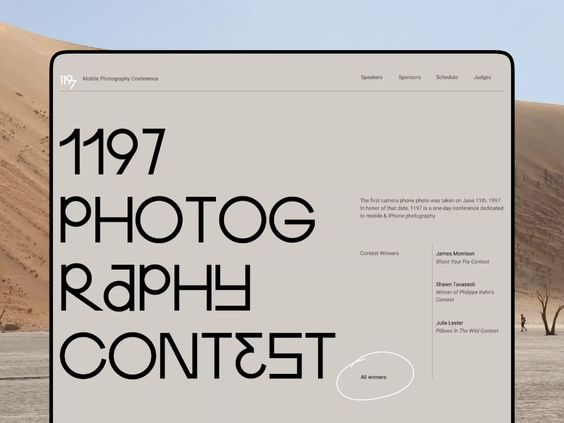 1197
Mobile Photography Conference
Speakers
Sponsors
Schedule
Judges
1197
PHOTOG
RaPHY
CONTEST
The first camera phone photo was taken on June 11th, 1997.
In honor of that date, 1197 is a one-day conference dedicated
to mobile & iPhone photography.
Contest Winners
James Morrison
Shoot Your Pix Contest
Shawn Tavassoli
Winner of Philippe Kahn's
Contest
Julie Lester
Pillows In The Wild Contest
All winners